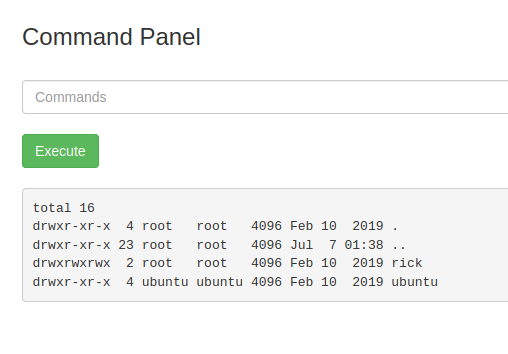 Command Panel
Commands
Execute
total 16
drwxr-xr-x  4 root   root   4096 Feb 10  2019 .
drwxr-xr-x 23 root   root   4096 Jul  7 01:38 ..
drwxrwxrwx  2 root   root   4096 Feb 10  2019 rick
drwxr-xr-x  4 ubuntu ubuntu 4096 Feb 10  2019 ubuntu